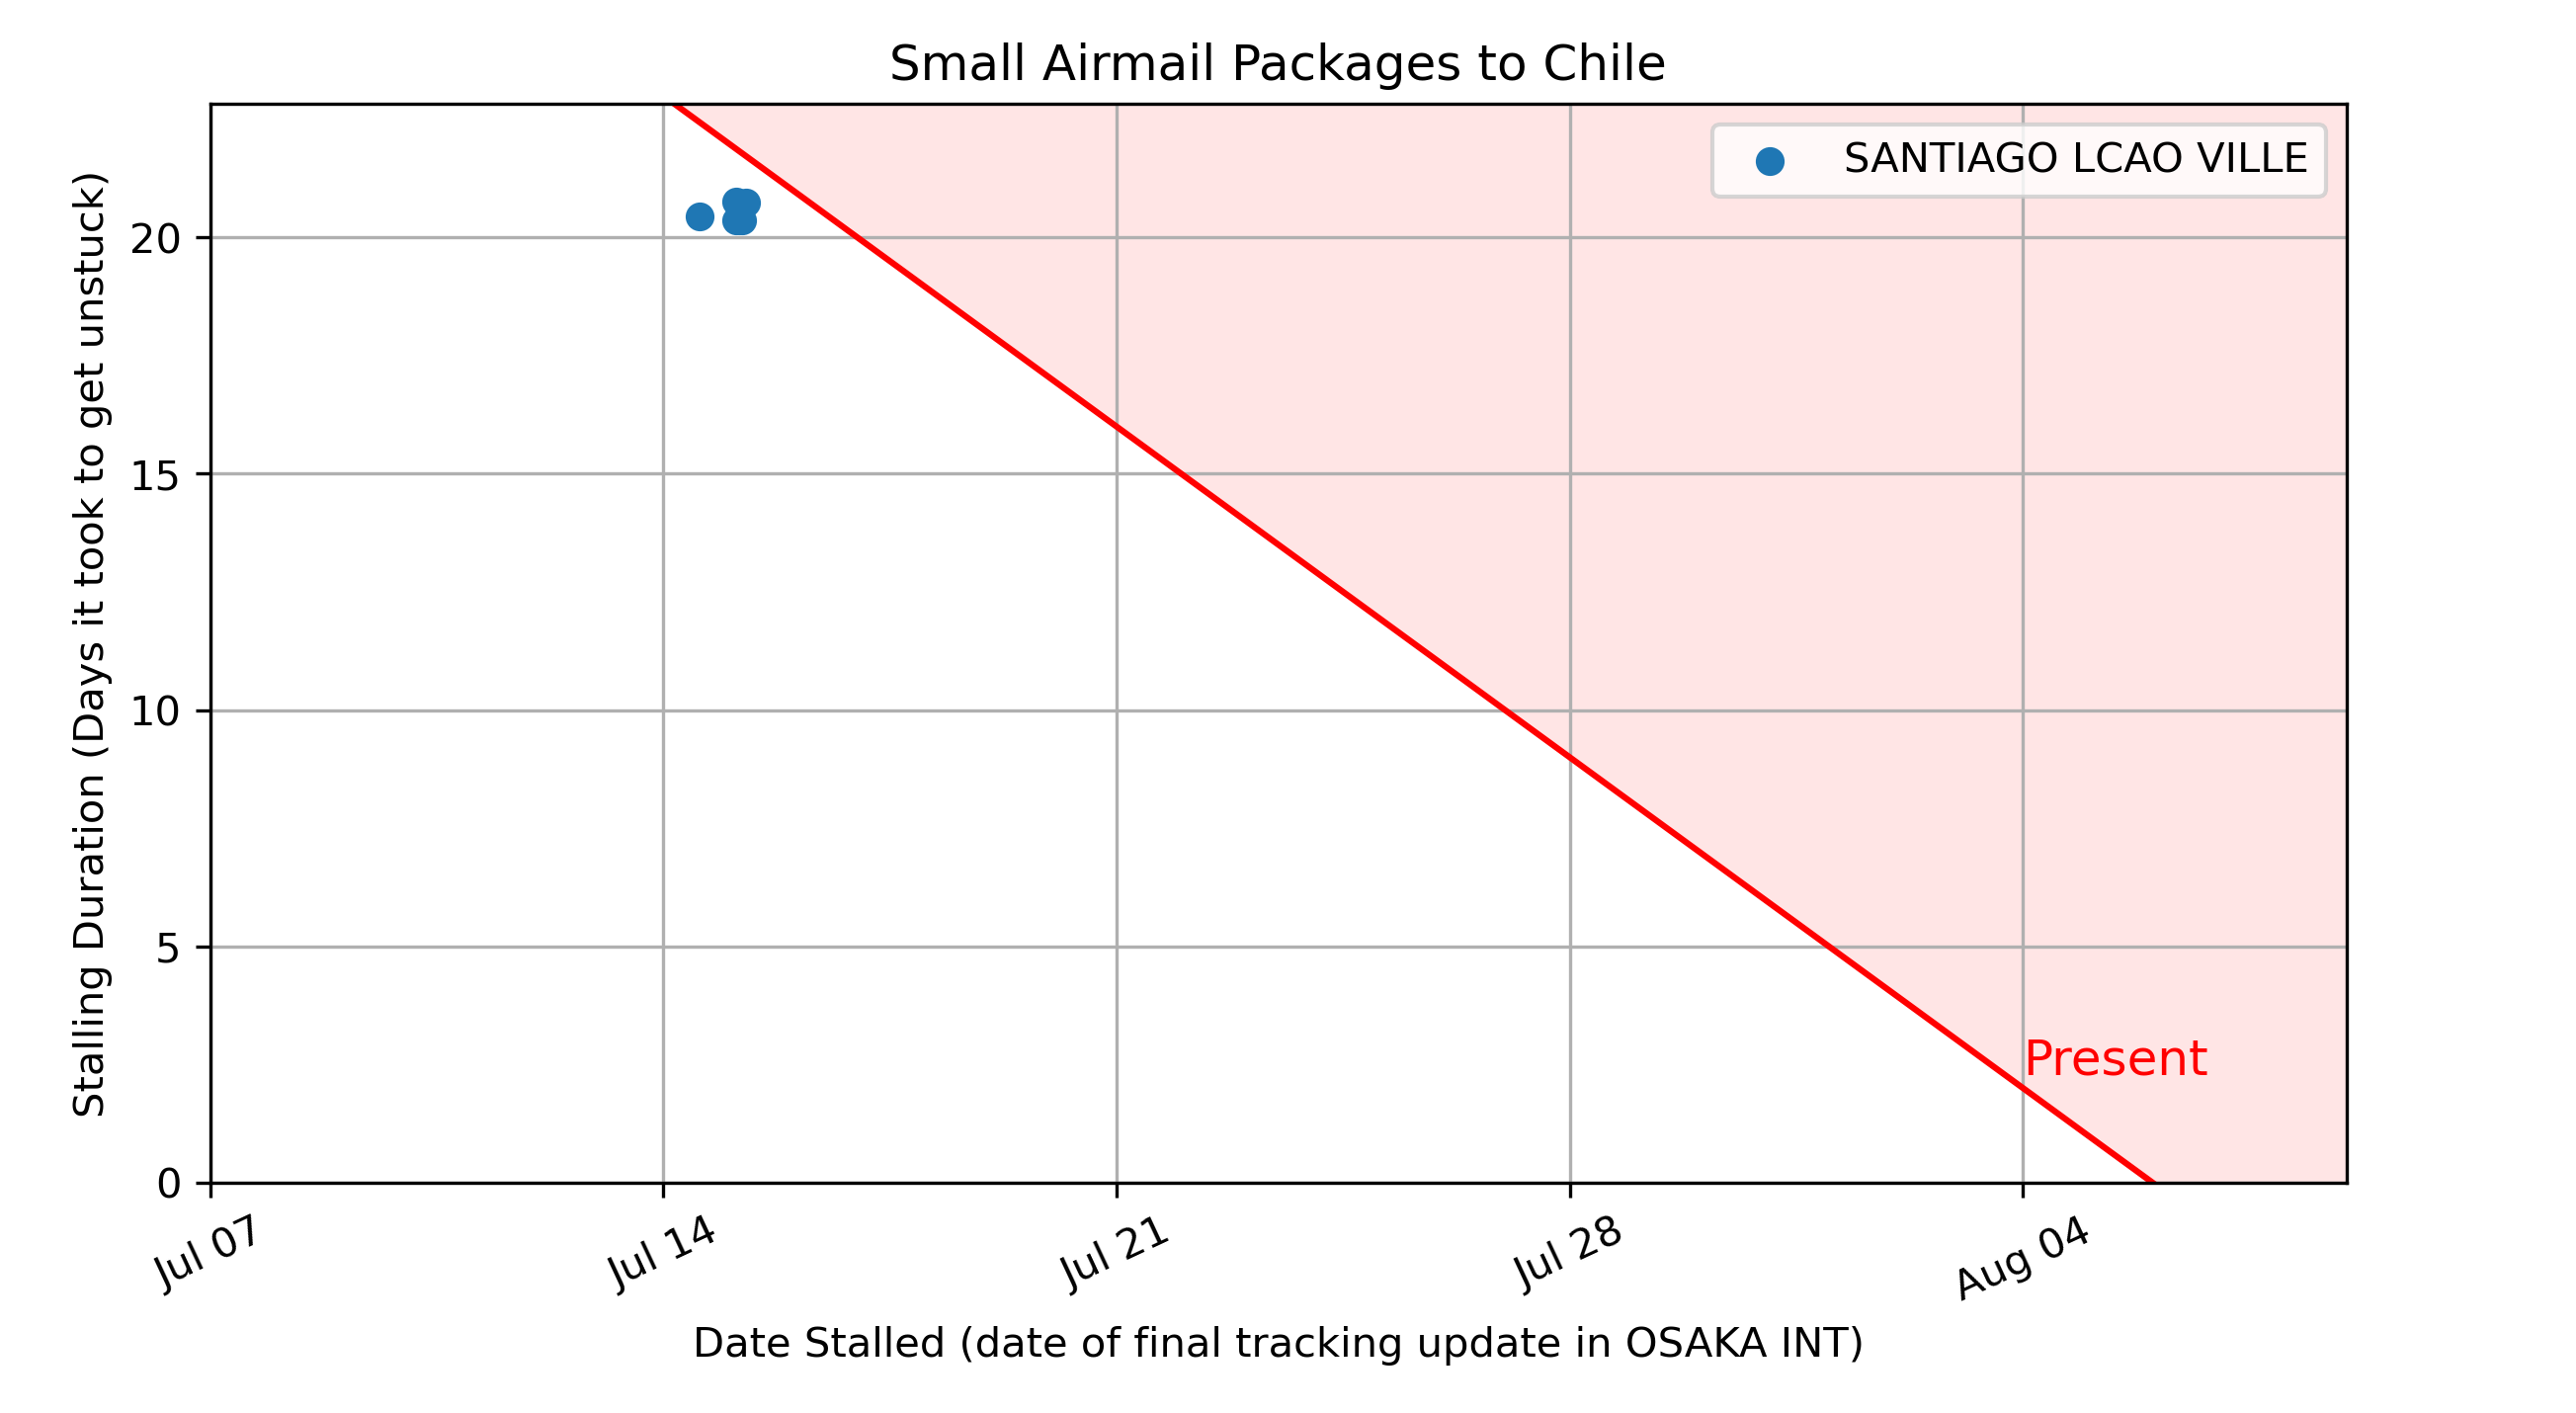 Small Airmail Packages to Chile
SANTIAGO LCAO VILLE
Stalling Duration (Days it took to get unstuck)
20
15
10
5
0
Present
Jul 07
Jul 14
Jul 21
Jul 28
Aug 04
Date Stalled (date of final tracking update in OSAKA INT)